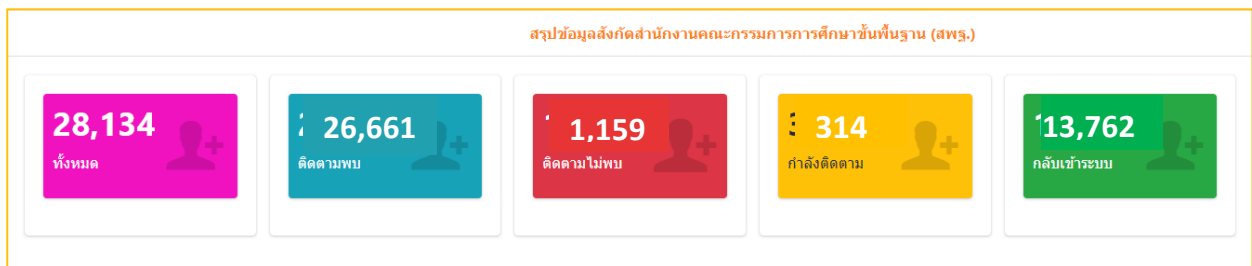 สรุปข้อมูลสังกัดสำนักงานคณะกรรมการการศึกษาขั้นพื้นฐาน (สพฐ.)
28,134
ทั้งหมด
26,661
ติดตามพบ
1,159
ติดตามไม่พบ
314
กำลังติดตาม
13,762
กลับเข้าระบบ